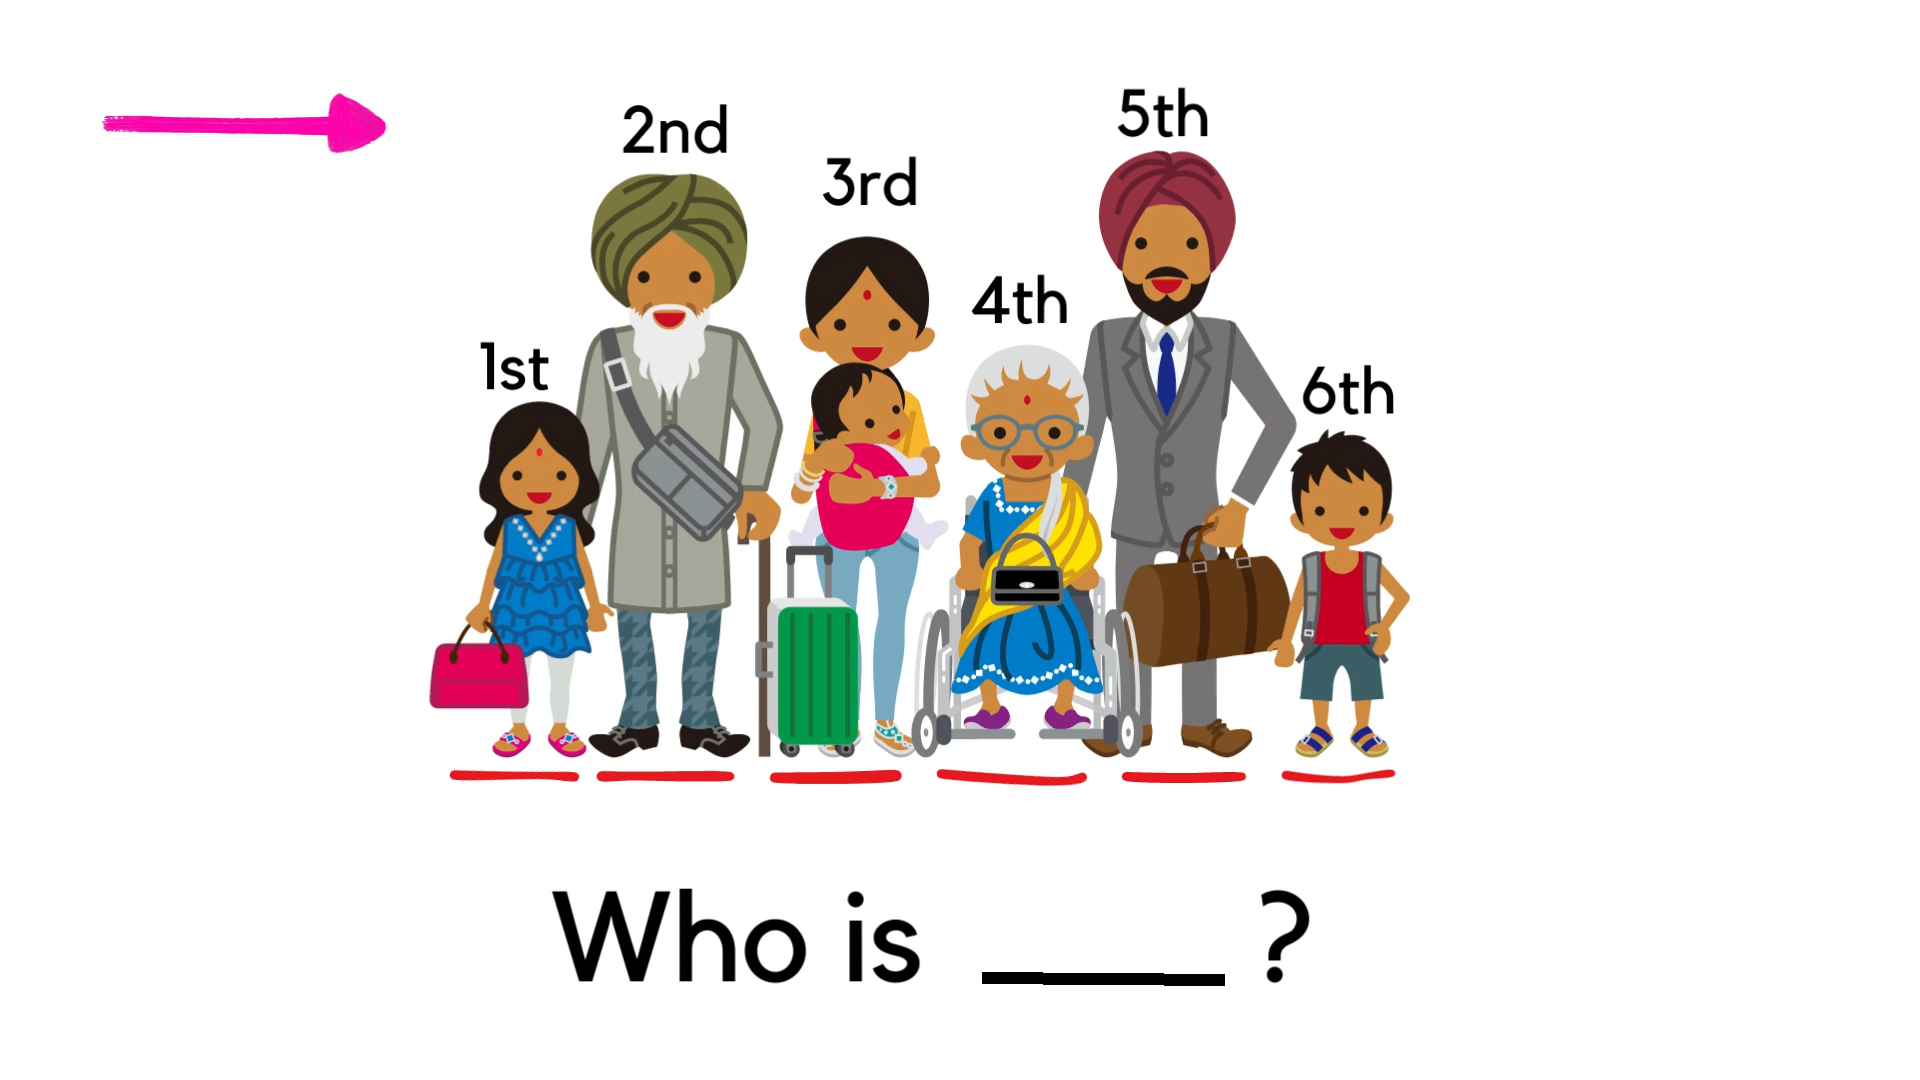 1st
2nd
3rd
4th
5th
6th
Who is ____ ?